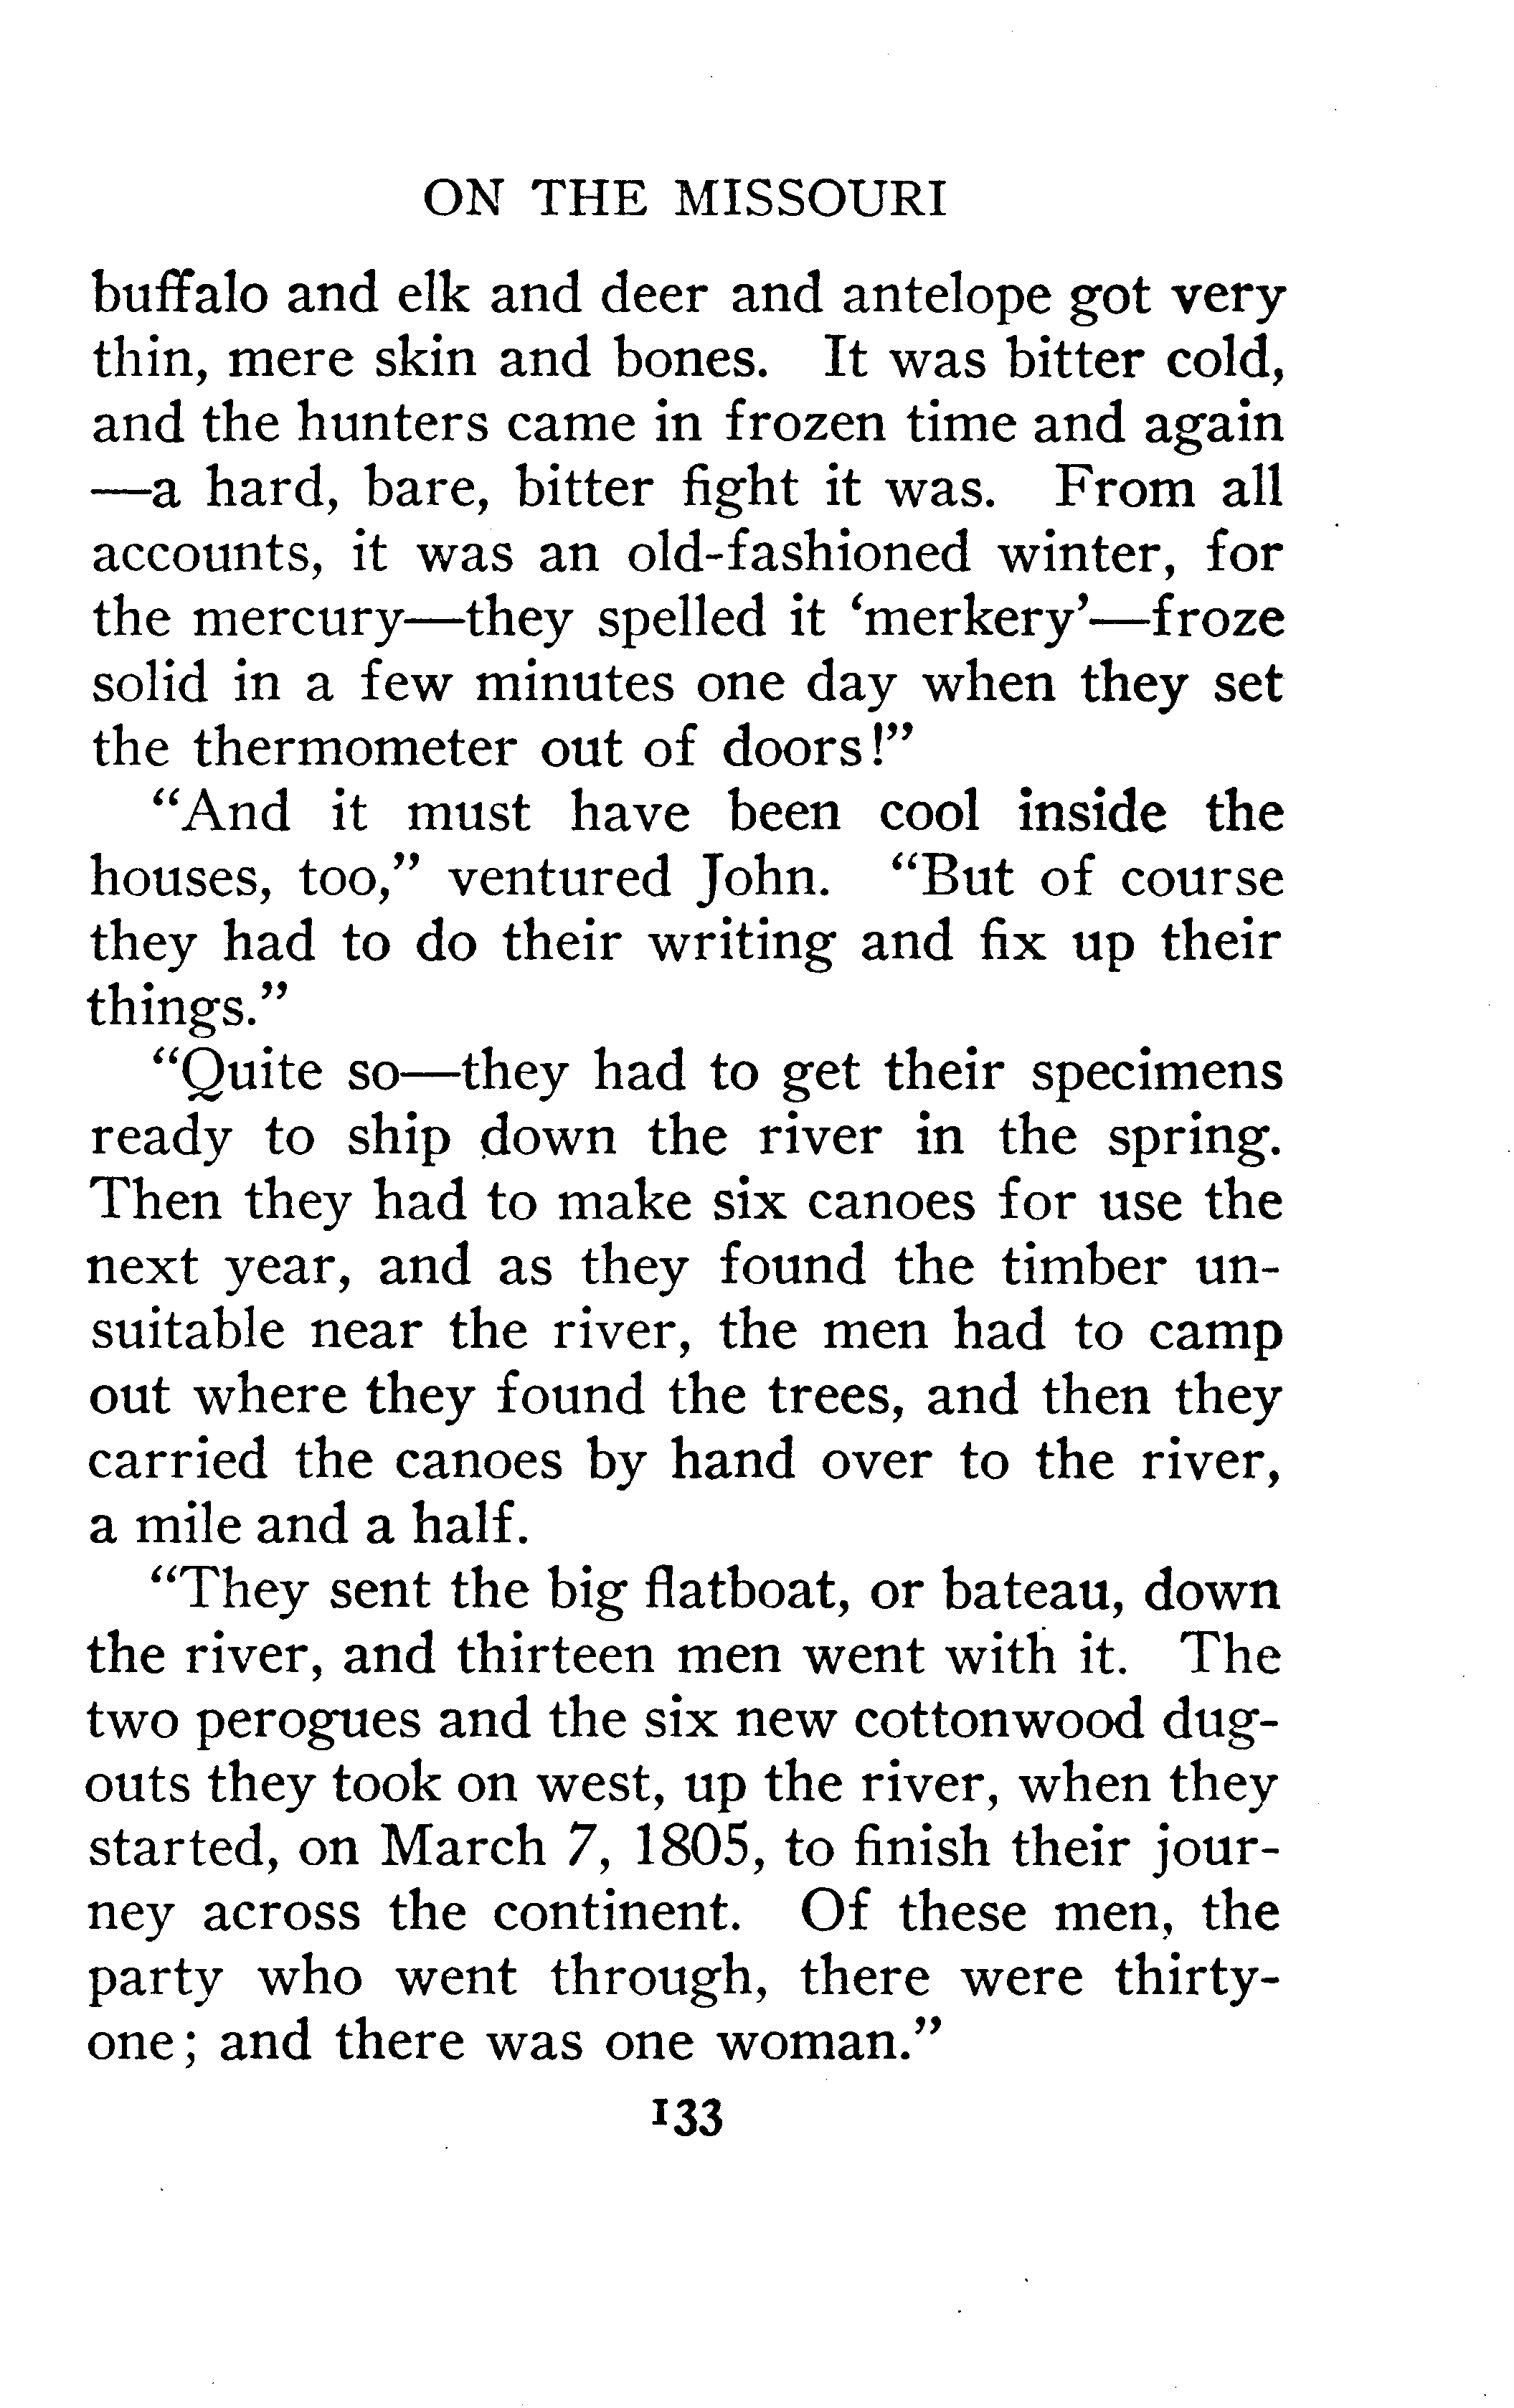 ON THE MISSOURI
buffalo and elk and deer and antelope got very
thin, mere skin and bones. It was bitter cold,
and the hunters came in frozen time and again
—a hard, bare, bitter fight it was. From all
accounts, it was an old-fashioned winter, for
the mercury—they spelled it ‘merkery’—froze
solid in a few minutes one day when they set
the thermometer out of doors!”
“And it must have been cool inside the
houses, too,” ventured John. “But of course
they had to do their writing and fix up their
things.”
“Quite so—they had to get their specimens
ready to ship down the river in the spring.
Then they had to make six canoes for use the
next year, and as they found the timber un-
suitable near the river, the men had to camp
out where they found the trees, and then they
carried the canoes by hand over to the river,
a mile and a half.
“They sent the big flatboat, or bateau, down
the river, and thirteen men went with it. The
two perogues and the six new cottonwood dug-
outs they took on west, up the river, when they
started, on March 7, 1805, to finish their jour-
ney across the continent. Of these men, the
party who went through, there were thirty-
one; and there was one woman.”
133